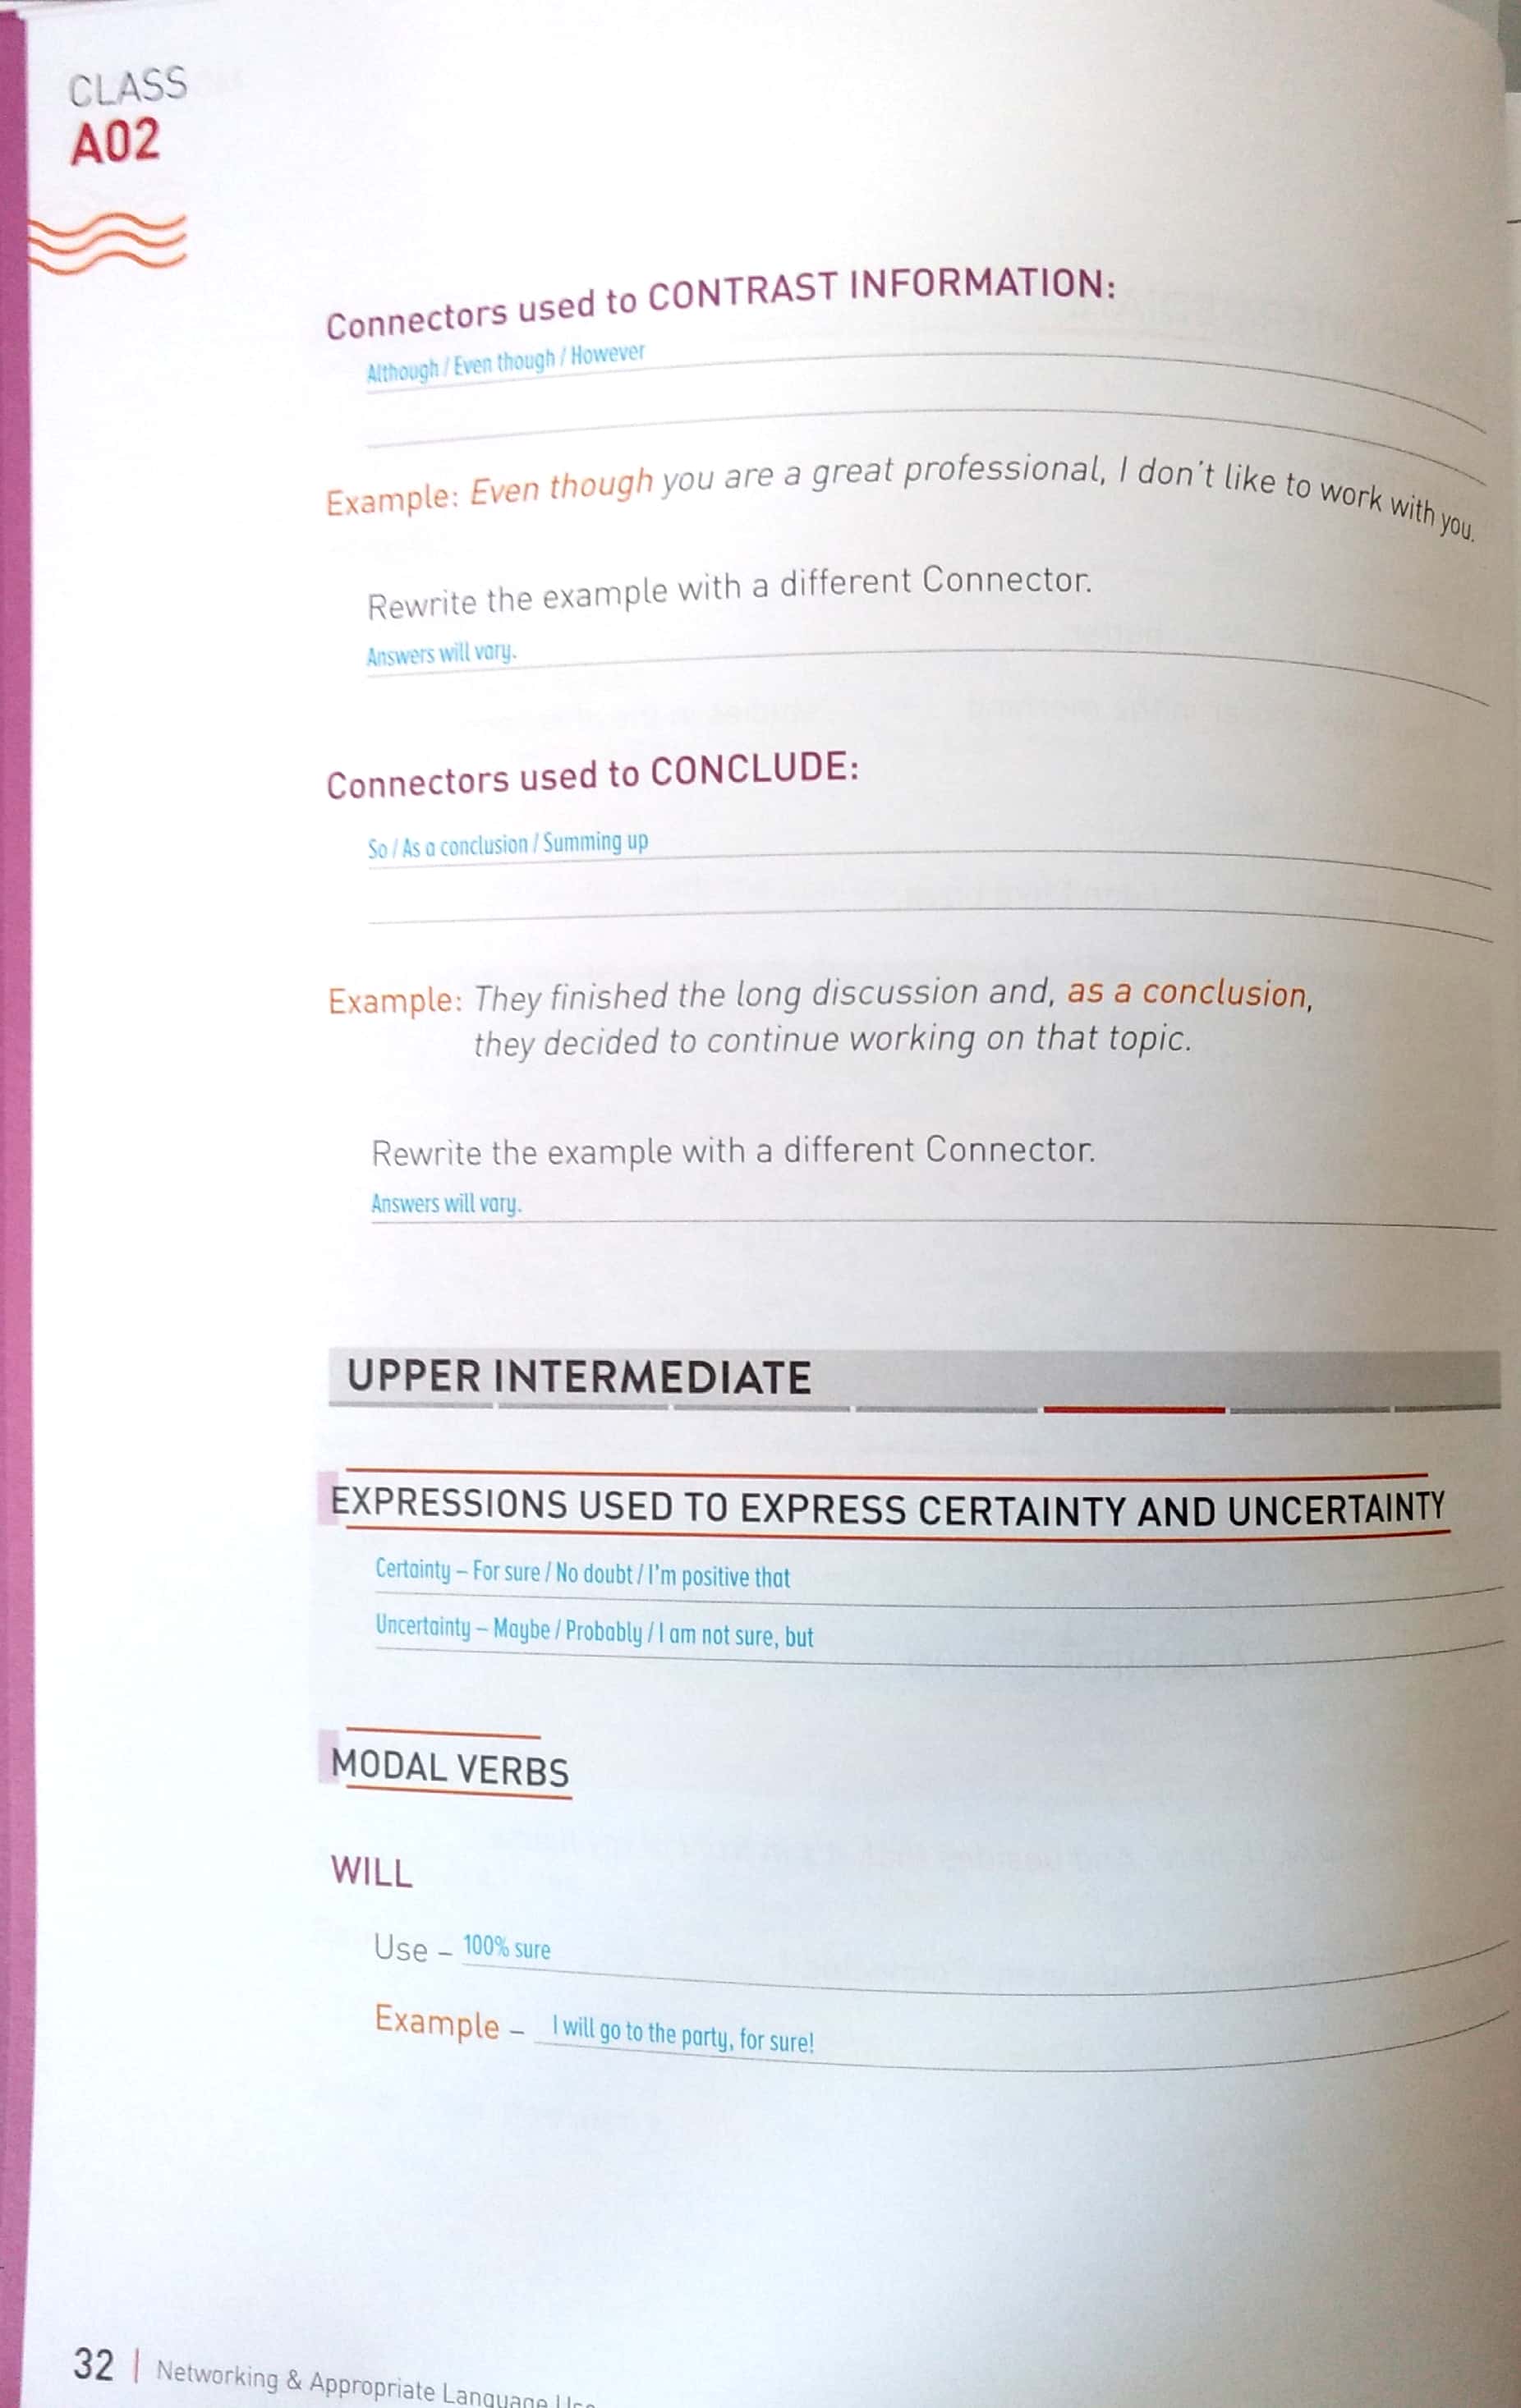 CLASS
A02
Connectors used to CONTRAST INFORMATION:
Although / Even though / However
Example: Even though you are a great professional, I don't like to work with you.
Rewrite the example with a different Connector.
Answers will vary.
Connectors used to CONCLUDE:
So / As a conclusion / Summing up
Example: They finished the long discussion and, as a conclusion,
they decided to continue working on that topic.
Rewrite the example with a different Connector.
Answers will vary.
UPPER INTERMEDIATE
EXPRESSIONS USED TO EXPRESS CERTAINTY AND UNCERTAINTY
Certainty – For sure / No doubt / I'm positive that
Uncertainty – Maybe / Probably / I am not sure, but
MODAL VERBS
WILL
Use – 100% sure
Example – I will go to the party, for sure!
32 | Networking & Appropriate Language Use